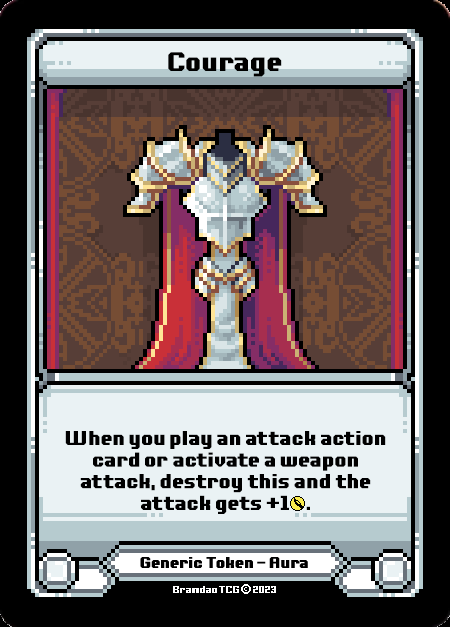 Courage
When you play an attack action
card or activate a weapon
attack, destroy this and the
attack gets +1.
Generic Token - Aura
Brandao TCG © 2023